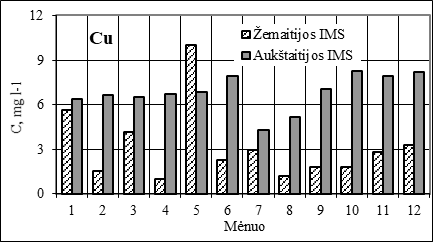 Cu
Žemaitijos IMS
Aukštaitijos IMS
C, mg l-1
12
9
6
3
0
1 2 3 4 5 6 7 8 9 10 11 12
Mėnuo